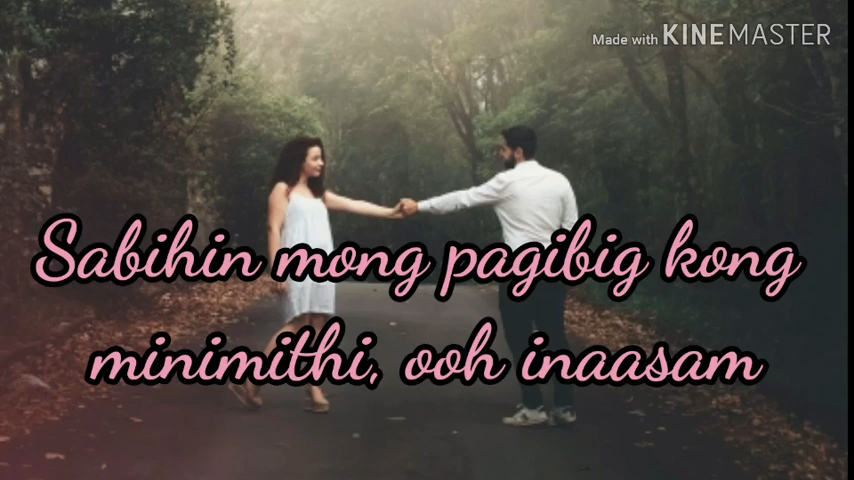 Made with KINEMASTER
Sabihin mong pagibig kong
minimithi, ooh inaasam